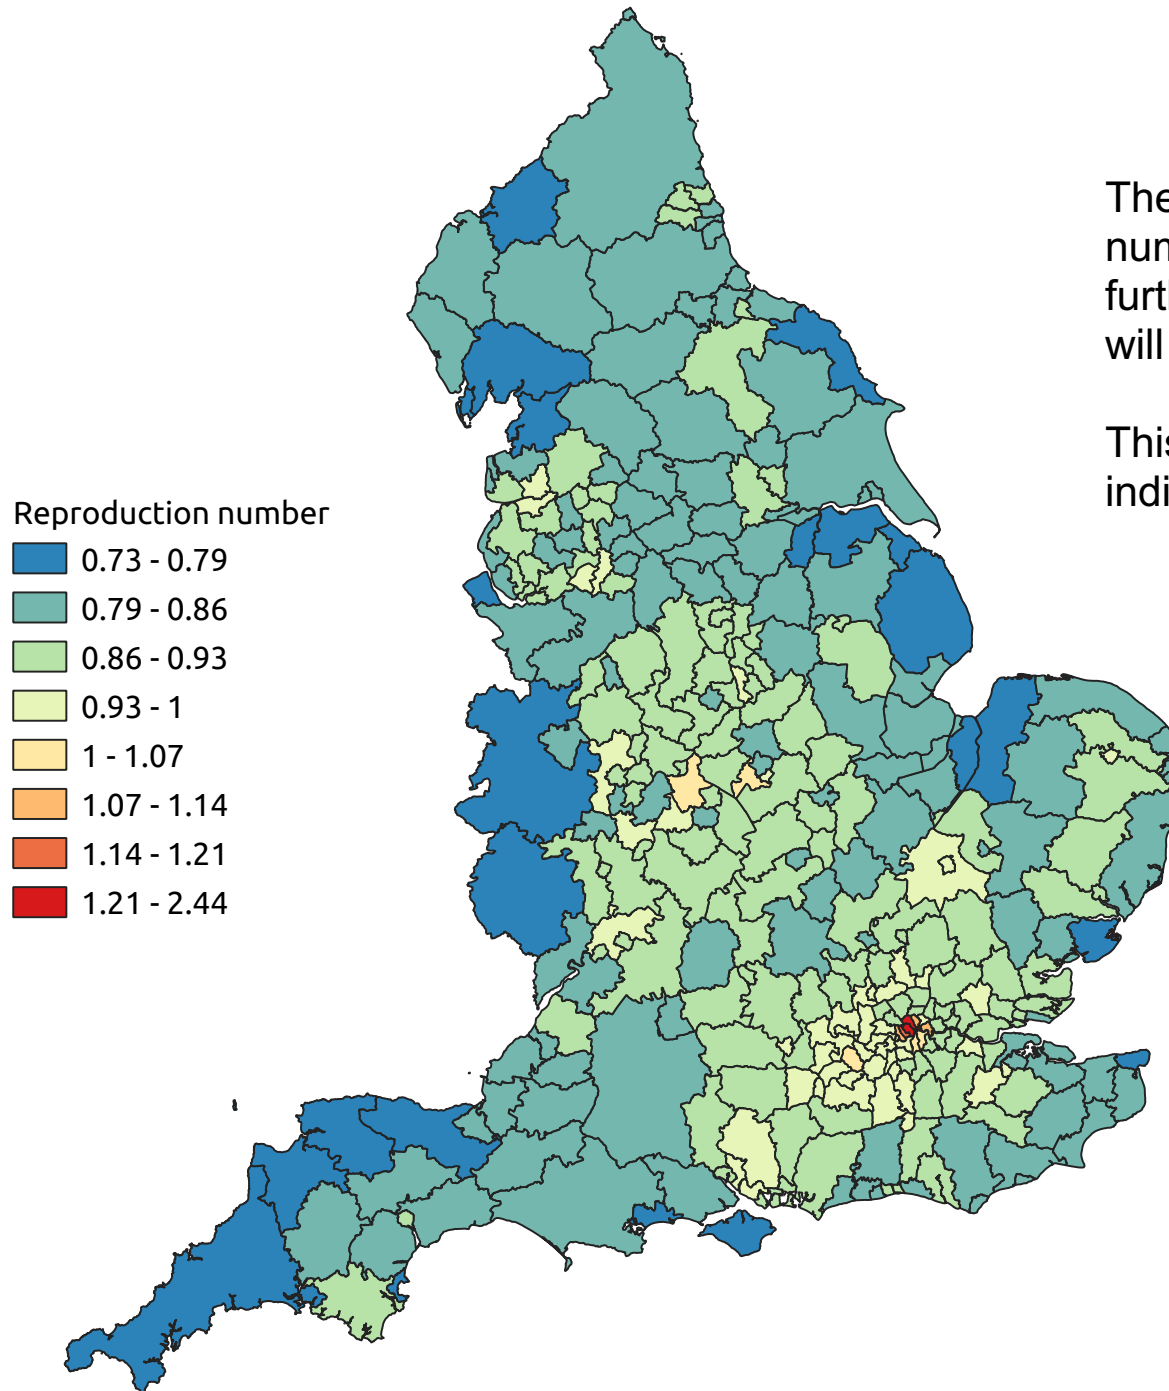 Reproduction number
0.73 - 0.79
0.79 - 0.86
0.86 - 0.93
0.93 - 1
1 - 1.07
1.07 - 1.14
1.14 - 1.21
1.21 - 2.44
The
num
furth
will
This
indi